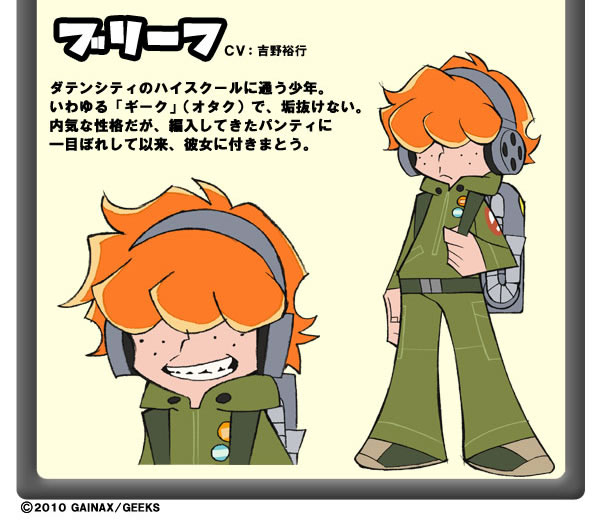 ブリーフ CV:吉野裕行
ダテンシティのハイスクールに通う少年。
いわゆる「ギーク」(オタク)で、垢抜けない。
内気な性格だが、編入してきたパンティに
一目ぼれして以来、彼女に付きまとう。
©2010 GAINAX/GEEKS